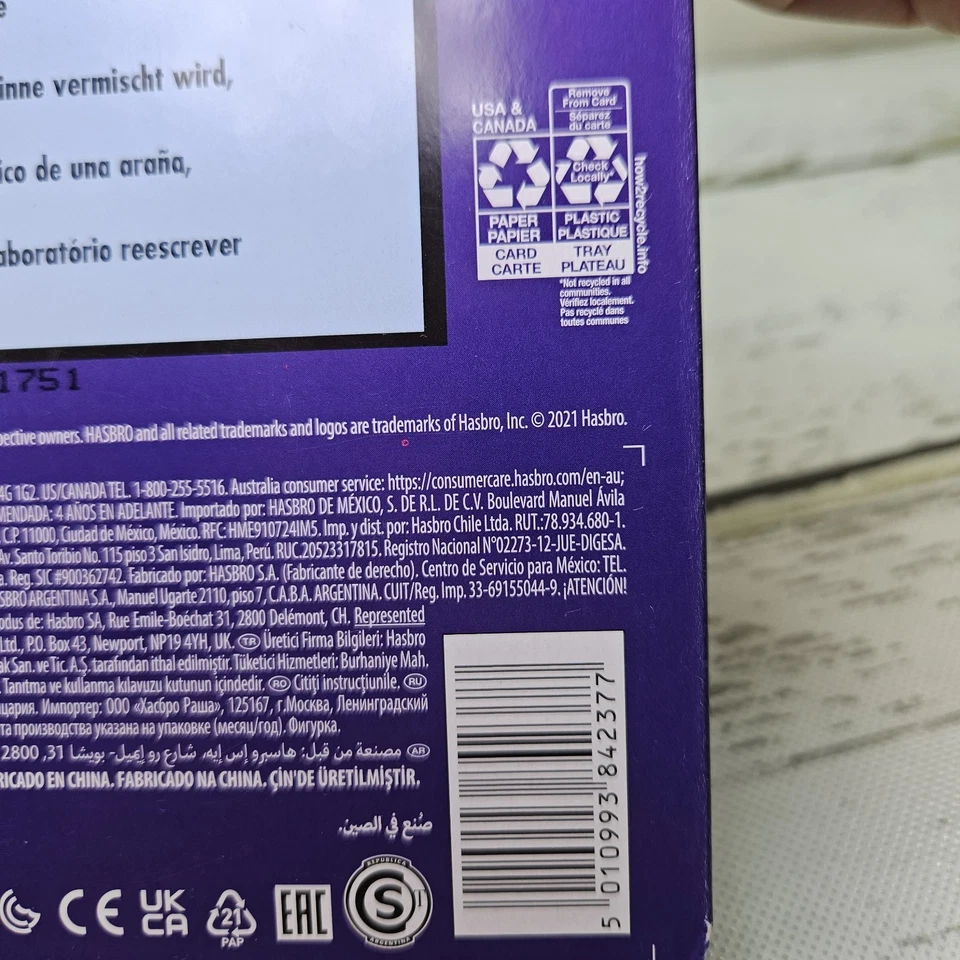 e
inne vermischt wird,
ico de una araña,
aboratório reescrever
USA &
CANADA
Remove
From Card
Séparez
du carte
Check
Locally*
PAPER
PAPIER
PLASTIC
PLASTIQUE
CARD
CARTE
TRAY
PLATEAU
how2recycle.info
*Not recycled in all
communities.
Vérifiez localement.
Pas recyclé dans
toutes communes
1751
pective owners. HASBRO and all related trademarks and logos are trademarks of Hasbro, Inc. © 2021 Hasbro.
4G 1G2. US/CANADA TEL. 1-800-255-5516. Australia consumer service: https://consumercare.hasbro.com/en-au;
MENDADA: 4 AÑOS EN ADELANTE. Importado por: HASBRO DE MÉXICO, S. DE R.L. DE C.V. Boulevard Manuel Ávila
C.P. 11000, Ciudad de México, México. RFC: HME910724IM5. Imp. y dist. por: Hasbro Chile Ltda. RUT.:78.934.680-1.
Av. Santo Toribio No. 115 piso 3 San Isidro, Lima, Perú. RUC.20523317815. Registro Nacional N°02273-12-JUE-DIGESA.
a. Reg. SIC #900362742. Fabricado por: HASBRO S.A. (Fabricante de derecho). Centro de Servicio para México: TEL.
SBRO ARGENTINA S.A., Manuel Ugarte 2110, piso 7, C.A.B.A. ARGENTINA. CUIT/Reg. Imp. 33-69155044-9. ¡ATENCIÓN!
odus de: Hasbro SA, Rue Emile-Boéchat 31, 2800 Delémont, CH. Represented
Ltd., P.O. Box 43, Newport, NP19 4YH, UK. TR Üretici Firma Bilgileri: Hasbro
ak San. ve Tic. A.Ş. tarafından ithal edilmiştir. Tüketici Hizmetleri: Burhaniye Mah.
. Tanıtma ve kullanma kılavuzu kutunun içindedir. RO Citiți instrucțiunile. RU
цария. Импортер: ООО «Хасбро Раша», 125167, г.Москва, Ленинградский
та производства указана на упаковке (месяц/год). Фигурка.
AR مصنعة من قبل: هاسبرو إس إيه، شارع رو إيميل- بويشا 31, 2800
RICADO EN CHINA. FABRICADO NA CHINA. ÇİN'DE ÜRETİLMİŞTİR.
صُنع في الصين.
CE
UK
CA
21
PAP
EAC
REPUBLICA
S T
ARGENTINA
5 010993 842377